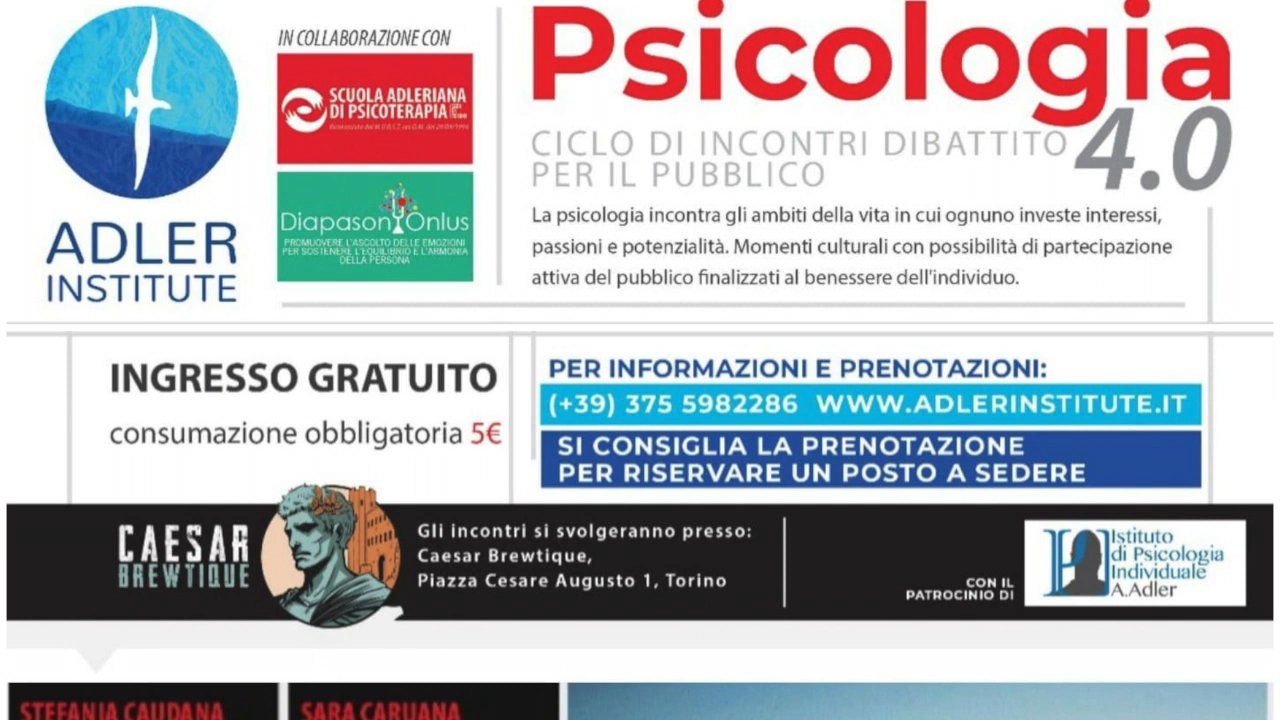 ADLER
INSTITUTE
IN COLLABORAZIONE CON
SCUOLA ADLERIANA
DI PSICOTERAPIA
Diapason Onlus
PROMUOVERE L'ASCOLTO DELLE EMOZIONI
PER SOSTENERE L'EQUILIBRIO E L'ARMONIA
DELLA PERSONA
Psicologia
4.0
CICLO DI INCONTRI DIBATTITO
PER IL PUBBLICO
La psicologia incontra gli ambiti della vita in cui ognuno investe interessi,
passioni e potenzialità. Momenti culturali con possibilità di partecipazione
attiva del pubblico finalizzati al benessere dell'individuo.
INGRESSO GRATUITO
consumazione obbligatoria 5€
PER INFORMAZIONI E PRENOTAZIONI:
(+39) 375 5982286 WWW.ADLERINSTITUTE.IT
SI CONSIGLIA LA PRENOTAZIONE
PER RISERVARE UN POSTO A SEDERE
CAESAR
BREWTIQUE
Gli incontri si svolgeranno presso:
Caesar Brewtique,
Piazza Cesare Augusto 1, Torino
CON IL
PATROCINIO DI
Istituto
di Psicologia
Individuale
A.Adler
STEFANIA CAUDANA
SARA CARUANA